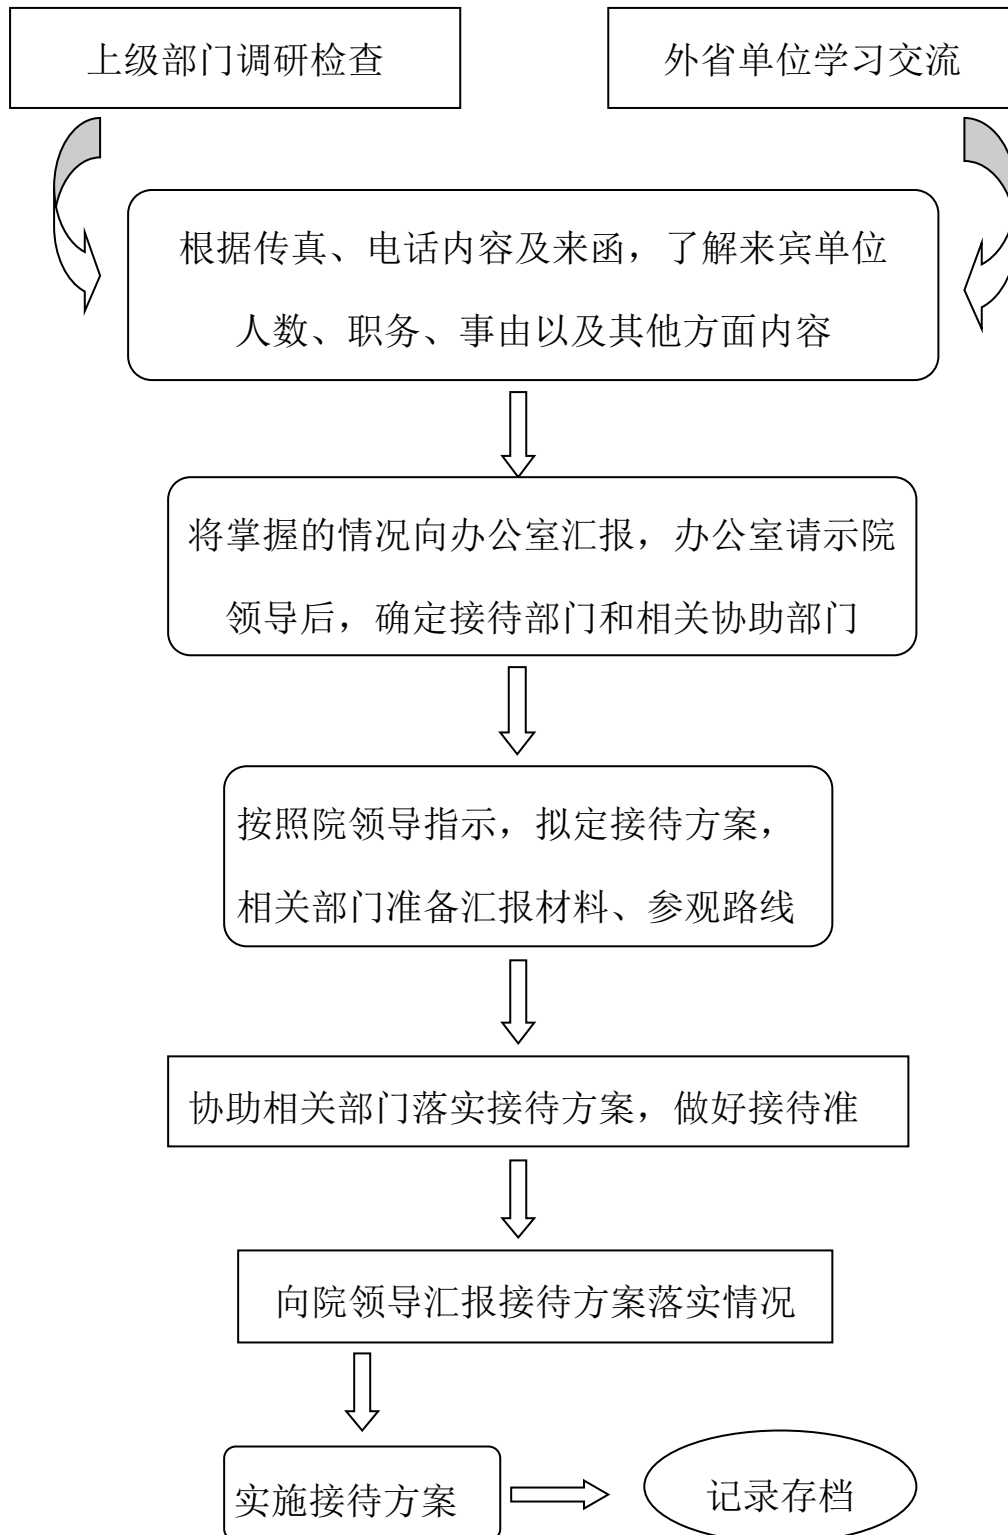 上级部门调研检查
外省单位学习交流
根据传真、电话内容及来函，了解来宾单位
人数、职务、事由以及其他方面内容
将掌握的情况向办公室汇报，办公室请示院
领导后，确定接待部门和相关协助部门
按照院领导指示，拟定接待方案，
相关部门准备汇报材料、参观路线
协助相关部门落实接待方案，做好接待准
向院领导汇报接待方案落实情况
实施接待方案
记录存档